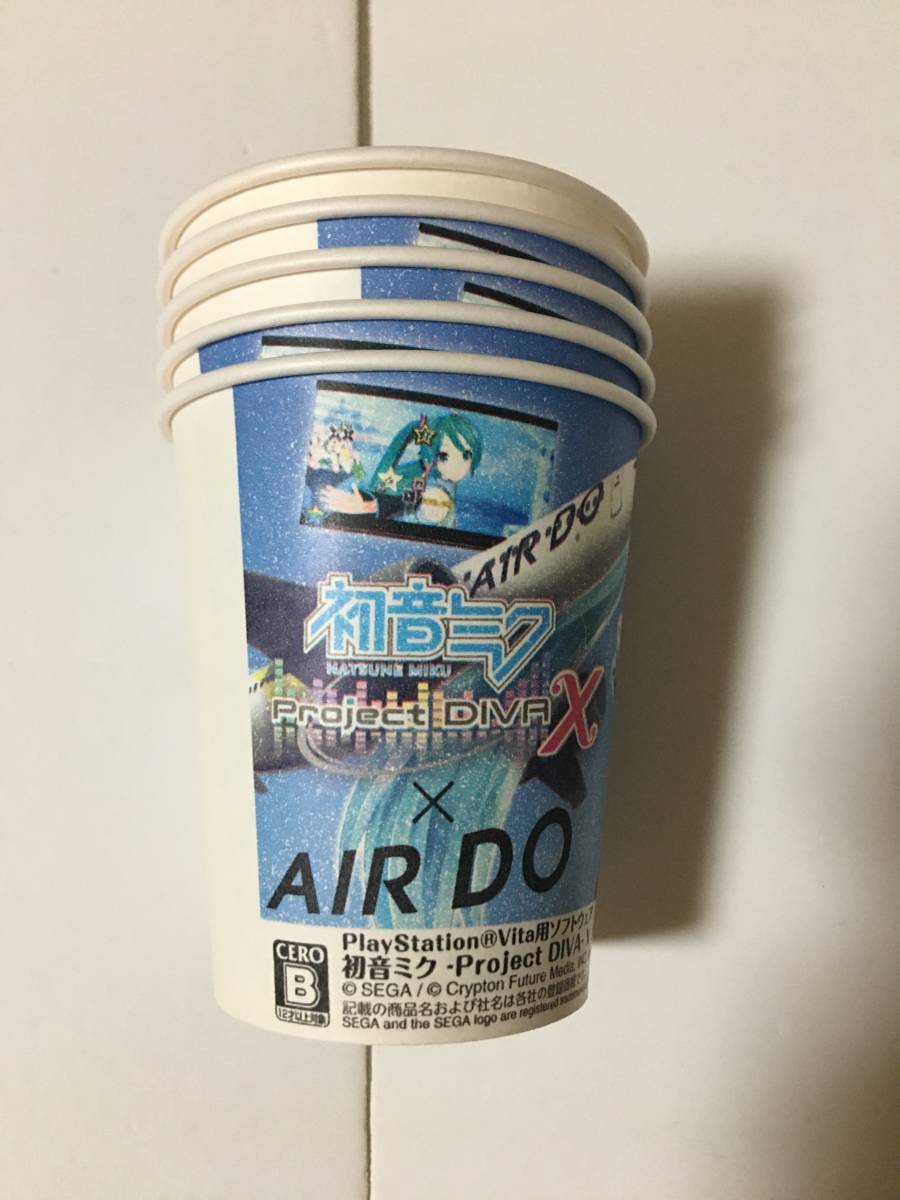 AIR DO
初音ミク
HATSUNE MIKU
Project DIVA X
×
AIR DO
CERO
B
12才以上対象
PlayStation®Vita用ソフトウェア
初音ミク -Project DIVA- X
© SEGA / © Crypton Future Media, INC
記載の商品名および社名は各社の登録商標です。
SEGA and the SEGA logo are registered